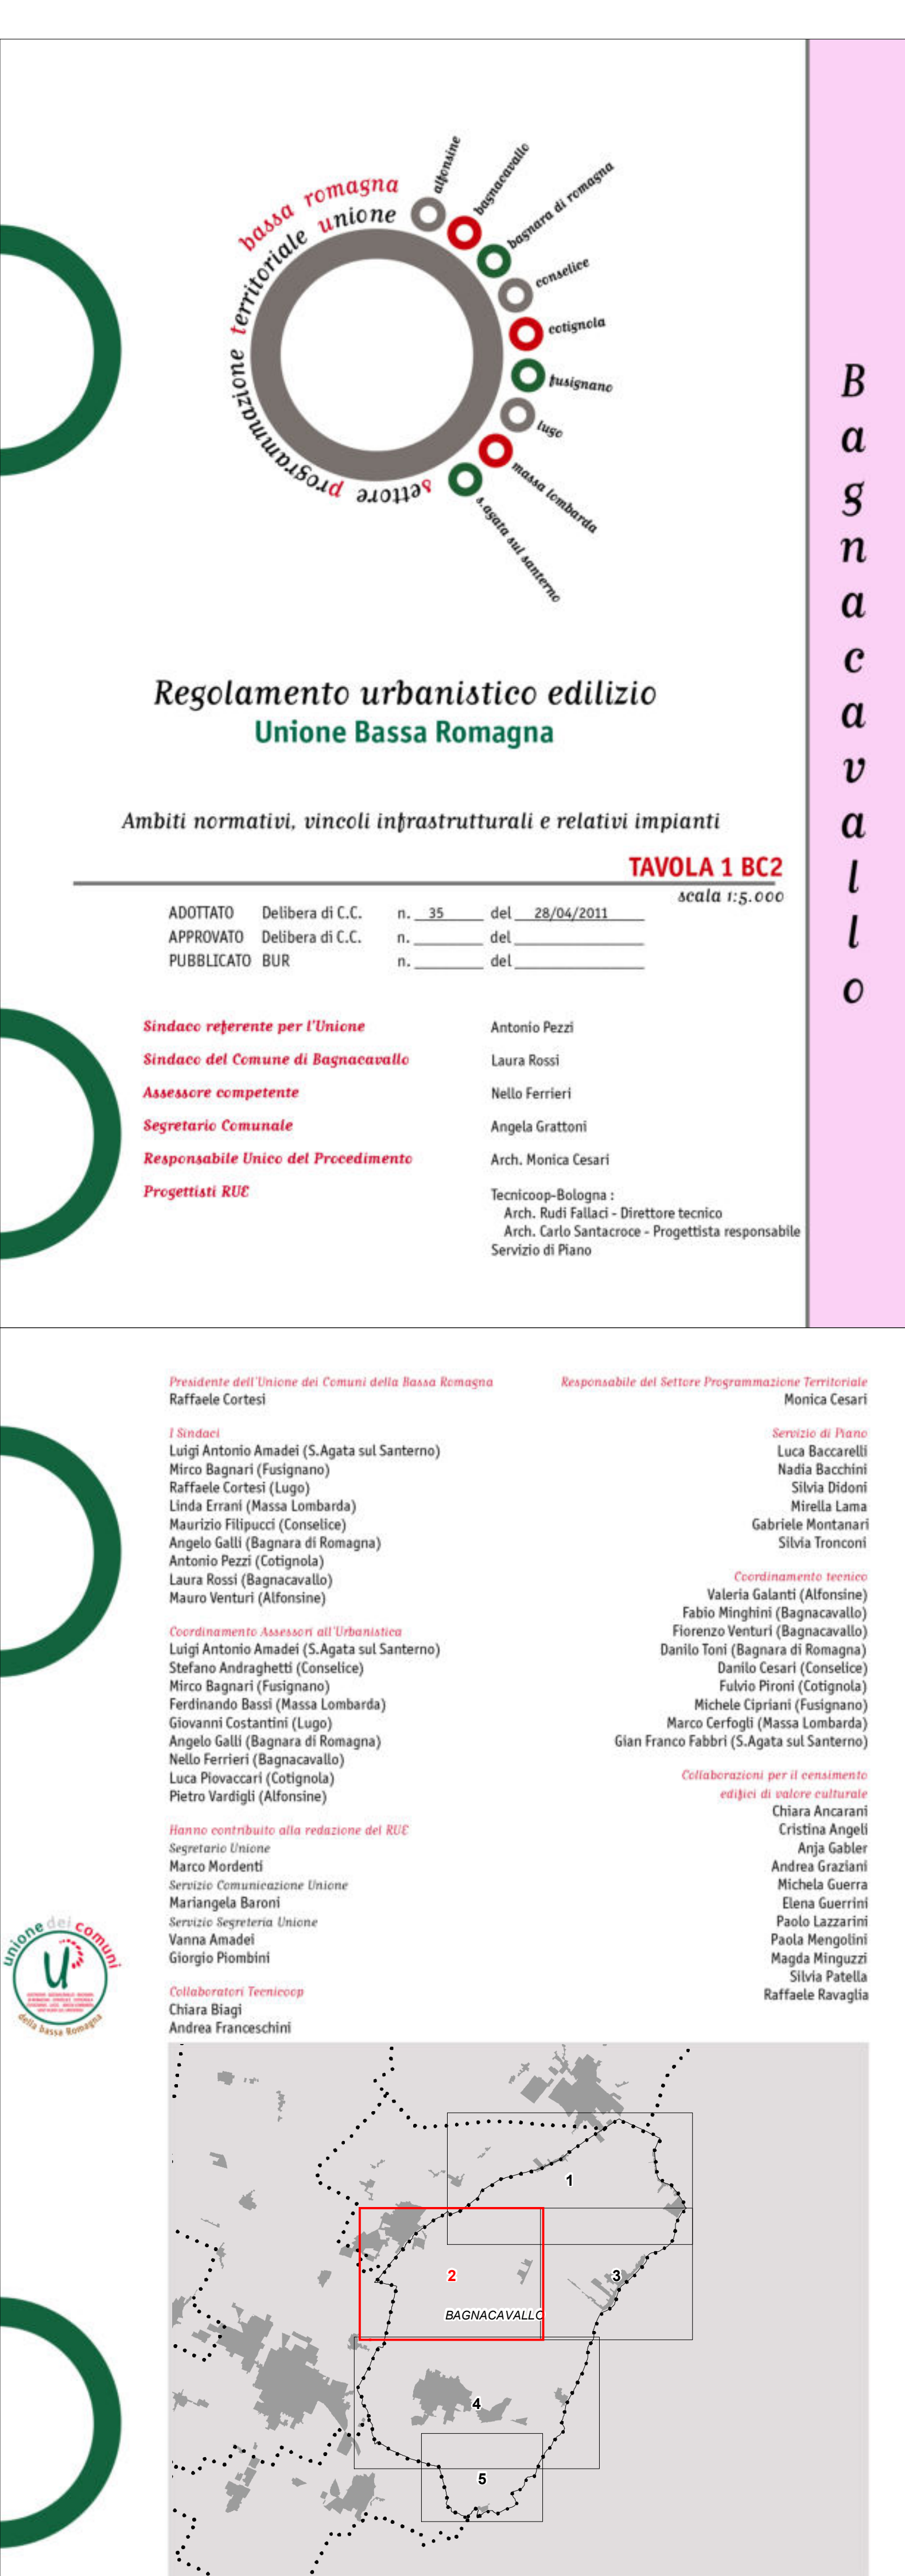 bassa romagna
settore programmazione territoriale unione
alfonsine
bagnacavallo
bagnara di romagna
conselice
cotignola
fusignano
lugo
massa lombarda
s.agata sul santerno
Bagnacavallo
Regolamento urbanistico edilizio
Unione Bassa Romagna
Ambiti normativi, vincoli infrastrutturali e relativi impianti
TAVOLA 1 BC2
scala 1:5.000
ADOTTATO Delibera di C.C. n. 35 del 28/04/2011
APPROVATO Delibera di C.C. n. del
PUBBLICATO BUR n. del
Sindaco referente per l'Unione Antonio Pezzi
Sindaco del Comune di Bagnacavallo Laura Rossi
Assessore competente Nello Ferrieri
Segretario Comunale Angela Grattoni
Responsabile Unico del Procedimento Arch. Monica Cesari
Progettisti RUE Tecnicoop-Bologna :
Arch. Rudi Fallaci - Direttore tecnico
Arch. Carlo Santacroce - Progettista responsabile
Servizio di Piano
Presidente dell'Unione dei Comuni della Bassa Romagna
Raffaele Cortesi
I Sindaci
Luigi Antonio Amadei (S.Agata sul Santerno)
Mirco Bagnari (Fusignano)
Raffaele Cortesi (Lugo)
Linda Errani (Massa Lombarda)
Maurizio Filipucci (Conselice)
Angelo Galli (Bagnara di Romagna)
Antonio Pezzi (Cotignola)
Laura Rossi (Bagnacavallo)
Mauro Venturi (Alfonsine)
Coordinamento Assessori all'Urbanistica
Luigi Antonio Amadei (S.Agata sul Santerno)
Stefano Andraghetti (Conselice)
Mirco Bagnari (Fusignano)
Ferdinando Bassi (Massa Lombarda)
Giovanni Costantini (Lugo)
Angelo Galli (Bagnara di Romagna)
Nello Ferrieri (Bagnacavallo)
Luca Piovaccari (Cotignola)
Pietro Vardigli (Alfonsine)
Hanno contribuito alla redazione del RUE
Segretario Unione
Marco Mordenti
Servizio Comunicazione Unione
Mariangela Baroni
Servizio Segreteria Unione
Vanna Amadei
Giorgio Piombini
Collaboratori Tecnicoop
Chiara Biagi
Andrea Franceschini
Responsabile del Settore Programmazione Territoriale
Monica Cesari
Servizio di Piano
Luca Baccarelli
Nadia Bacchini
Silvia Didoni
Mirella Lama
Gabriele Montanari
Silvia Tronconi
Coordinamento tecnico
Valeria Galanti (Alfonsine)
Fabio Minghini (Bagnacavallo)
Fiorenzo Venturi (Bagnacavallo)
Danilo Toni (Bagnara di Romagna)
Danilo Cesari (Conselice)
Fulvio Pironi (Cotignola)
Michele Cipriani (Fusignano)
Marco Cerfogli (Massa Lombarda)
Gian Franco Fabbri (S.Agata sul Santerno)
Collaborazioni per il censimento
edifici di valore culturale
Chiara Ancarani
Cristina Angeli
Anja Gabler
Andrea Graziani
Michela Guerra
Elena Guerrini
Paolo Lazzarini
Paola Mengolini
Magda Minguzzi
Silvia Patella
Raffaele Ravaglia
unione dei comuni
della bassa Romagna
1
2
3
BAGNACAVALLO
4
5